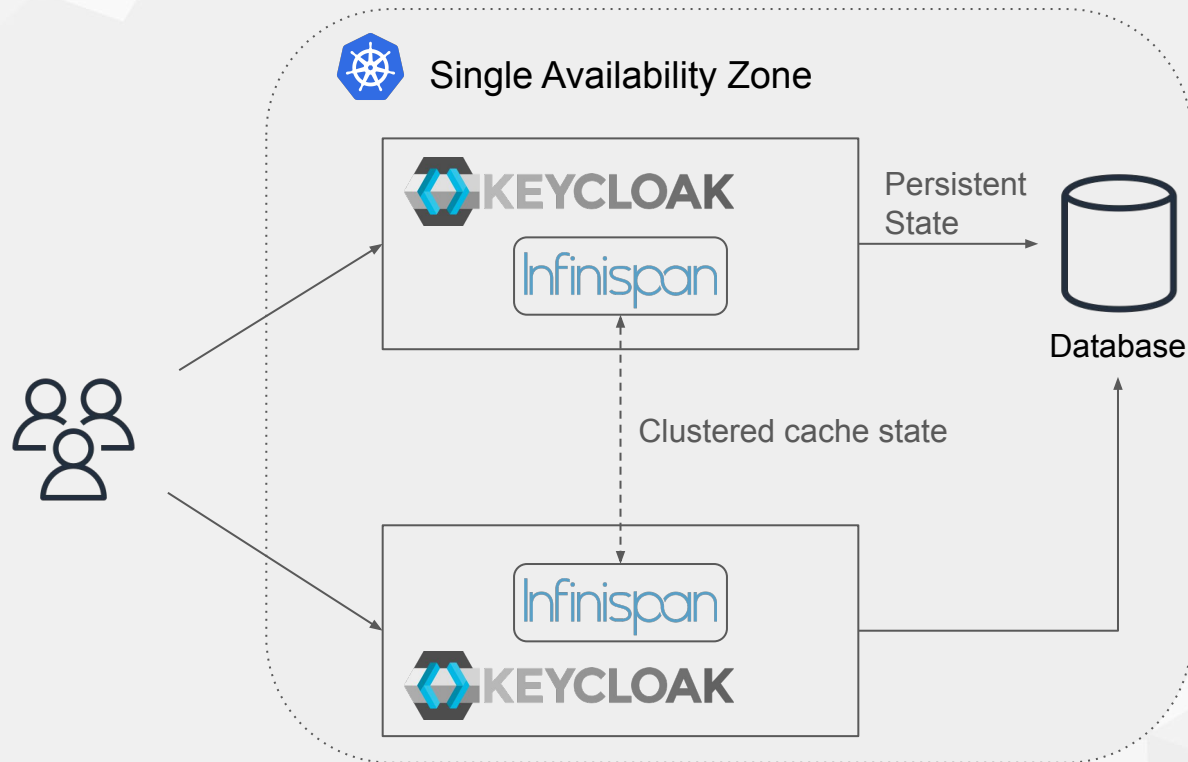 Single Availability Zone
KEYCLOAK
Infinispan
Persistent
State
Database
Clustered cache state
Infinispan
KEYCLOAK